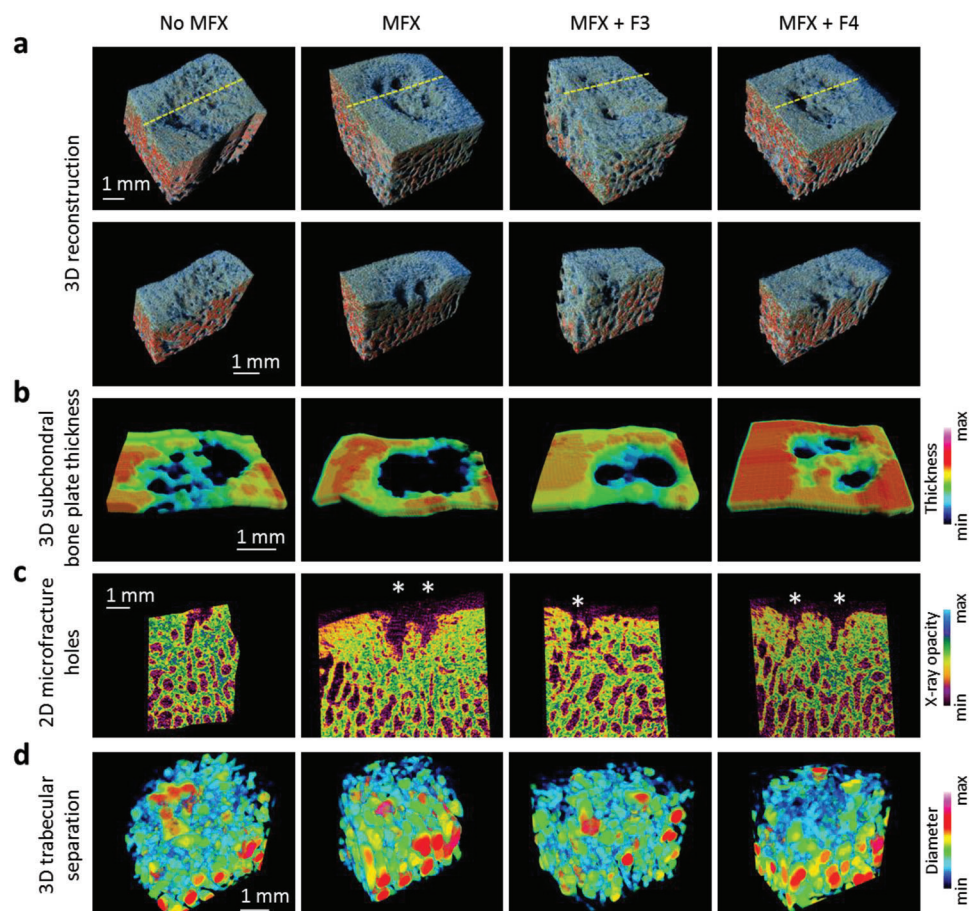 No MFX MFX MFX + F3 MFX + F4
a
3D reconstruction
1 mm
1 mm
b
3D subchondral
bone plate thickness
1 mm
Thickness
min max
c
2D microfracture
holes
1 mm
* *
*
* *
X-ray opacity
min max
d
3D trabecular
separation
1 mm
Diameter
min max